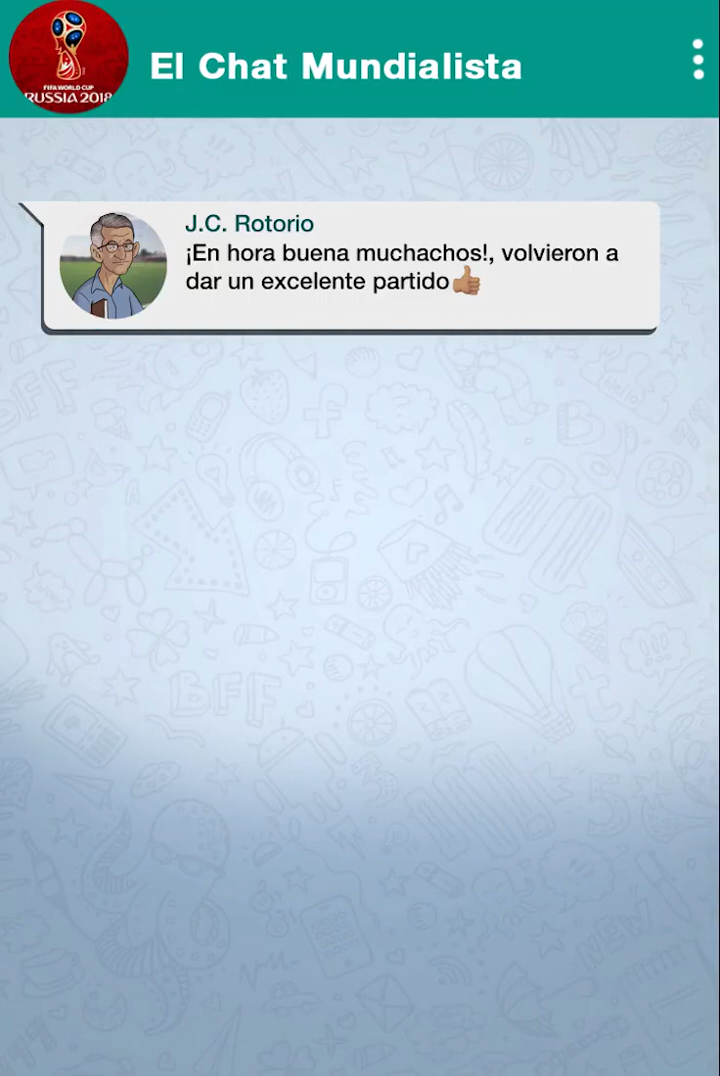 FIFA WORLD CUP
RUSSIA 2018
El Chat Mundialista
J.C. Rotorio
¡En hora buena muchachos!, volvieron a
dar un excelente partido👍🏽